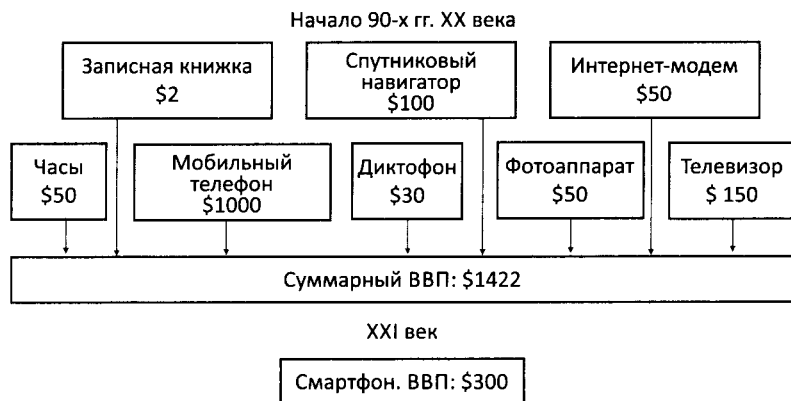 Начало 90-х гг. XX века
Записная книжка
$2
Спутниковый
навигатор
$100
Интернет-модем
$50
Часы
$50
Мобильный
телефон
$1000
Диктофон
$30
Фотоаппарат
$50
Телевизор
$ 150
Суммарный ВВП: $1422
XXI век
Смартфон. ВВП: $300